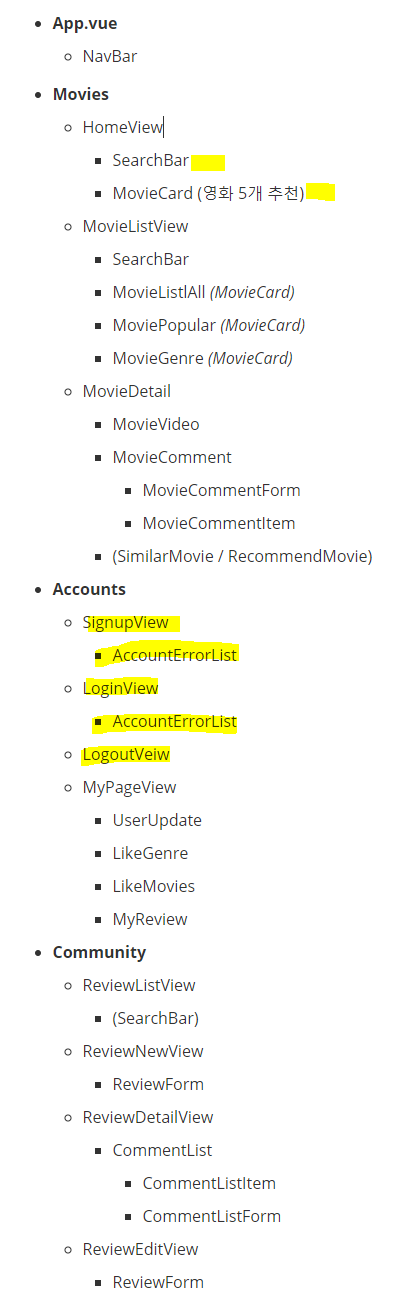 App.vue
NavBar
Movies
HomeView
SearchBar
MovieCard (영화 5개 추천)
MovieListView
SearchBar
MovieListlAll (MovieCard)
MoviePopular (MovieCard)
MovieGenre (MovieCard)
MovieDetail
MovieVideo
MovieComment
MovieCommentForm
MovieCommentItem
(SimilarMovie / RecommendMovie)
Accounts
SignupView
AccountErrorList
LoginView
AccountErrorList
LogoutVeiw
MyPageView
UserUpdate
LikeGenre
LikeMovies
MyReview
Community
ReviewListView
(SearchBar)
ReviewNewView
ReviewForm
ReviewDetailView
CommentList
CommentListItem
CommentListForm
ReviewEditView
ReviewForm